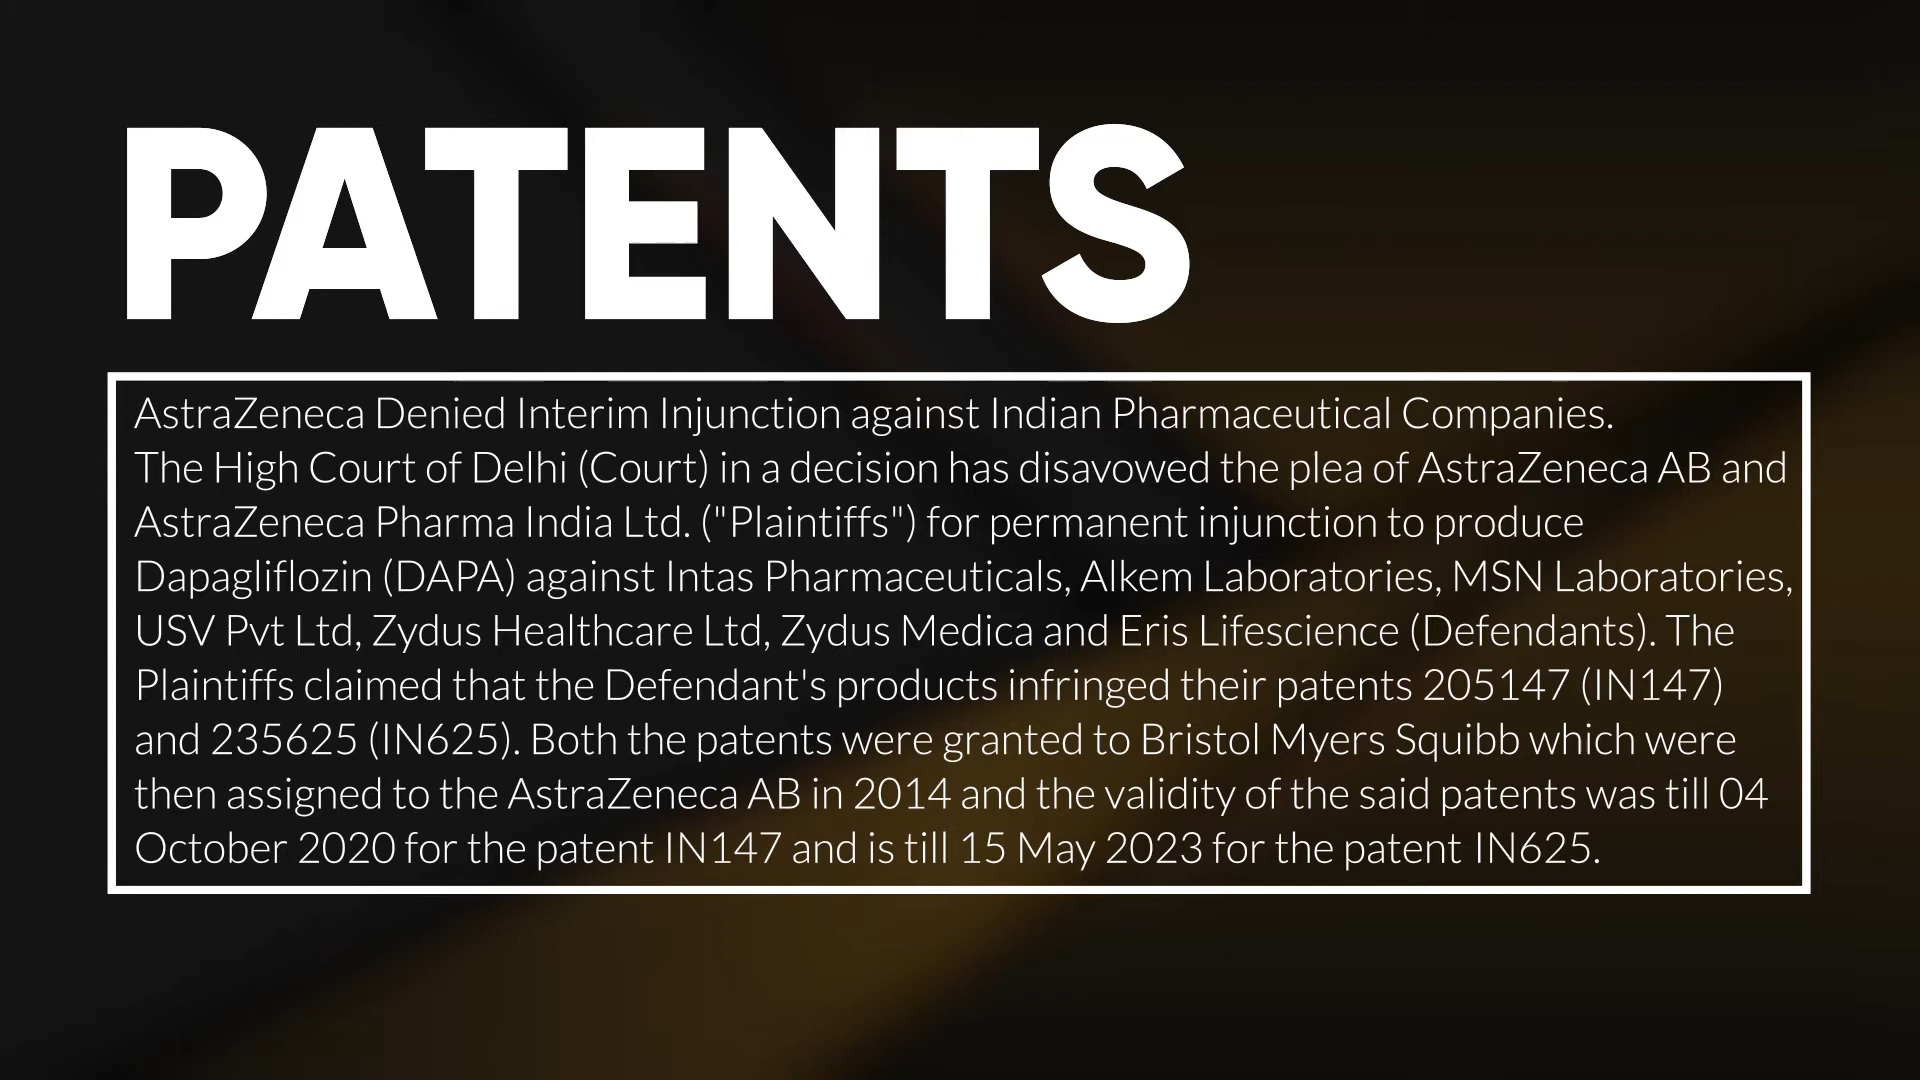 PATENTS
AstraZeneca Denied Interim Injunction against Indian Pharmaceutical Companies.
The High Court of Delhi (Court) in a decision has disavowed the plea of AstraZeneca AB and
AstraZeneca Pharma India Ltd. ("Plaintiffs") for permanent injunction to produce
Dapagliflozin (DAPA) against Intas Pharmaceuticals, Alkem Laboratories, MSN Laboratories,
USV Pvt Ltd, Zydus Healthcare Ltd, Zydus Medica and Eris Lifescience (Defendants). The
Plaintiffs claimed that the Defendant's products infringed their patents 205147 (IN147)
and 235625 (IN625). Both the patents were granted to Bristol Myers Squibb which were
then assigned to the AstraZeneca AB in 2014 and the validity of the said patents was till 04
October 2020 for the patent IN147 and is till 15 May 2023 for the patent IN625.